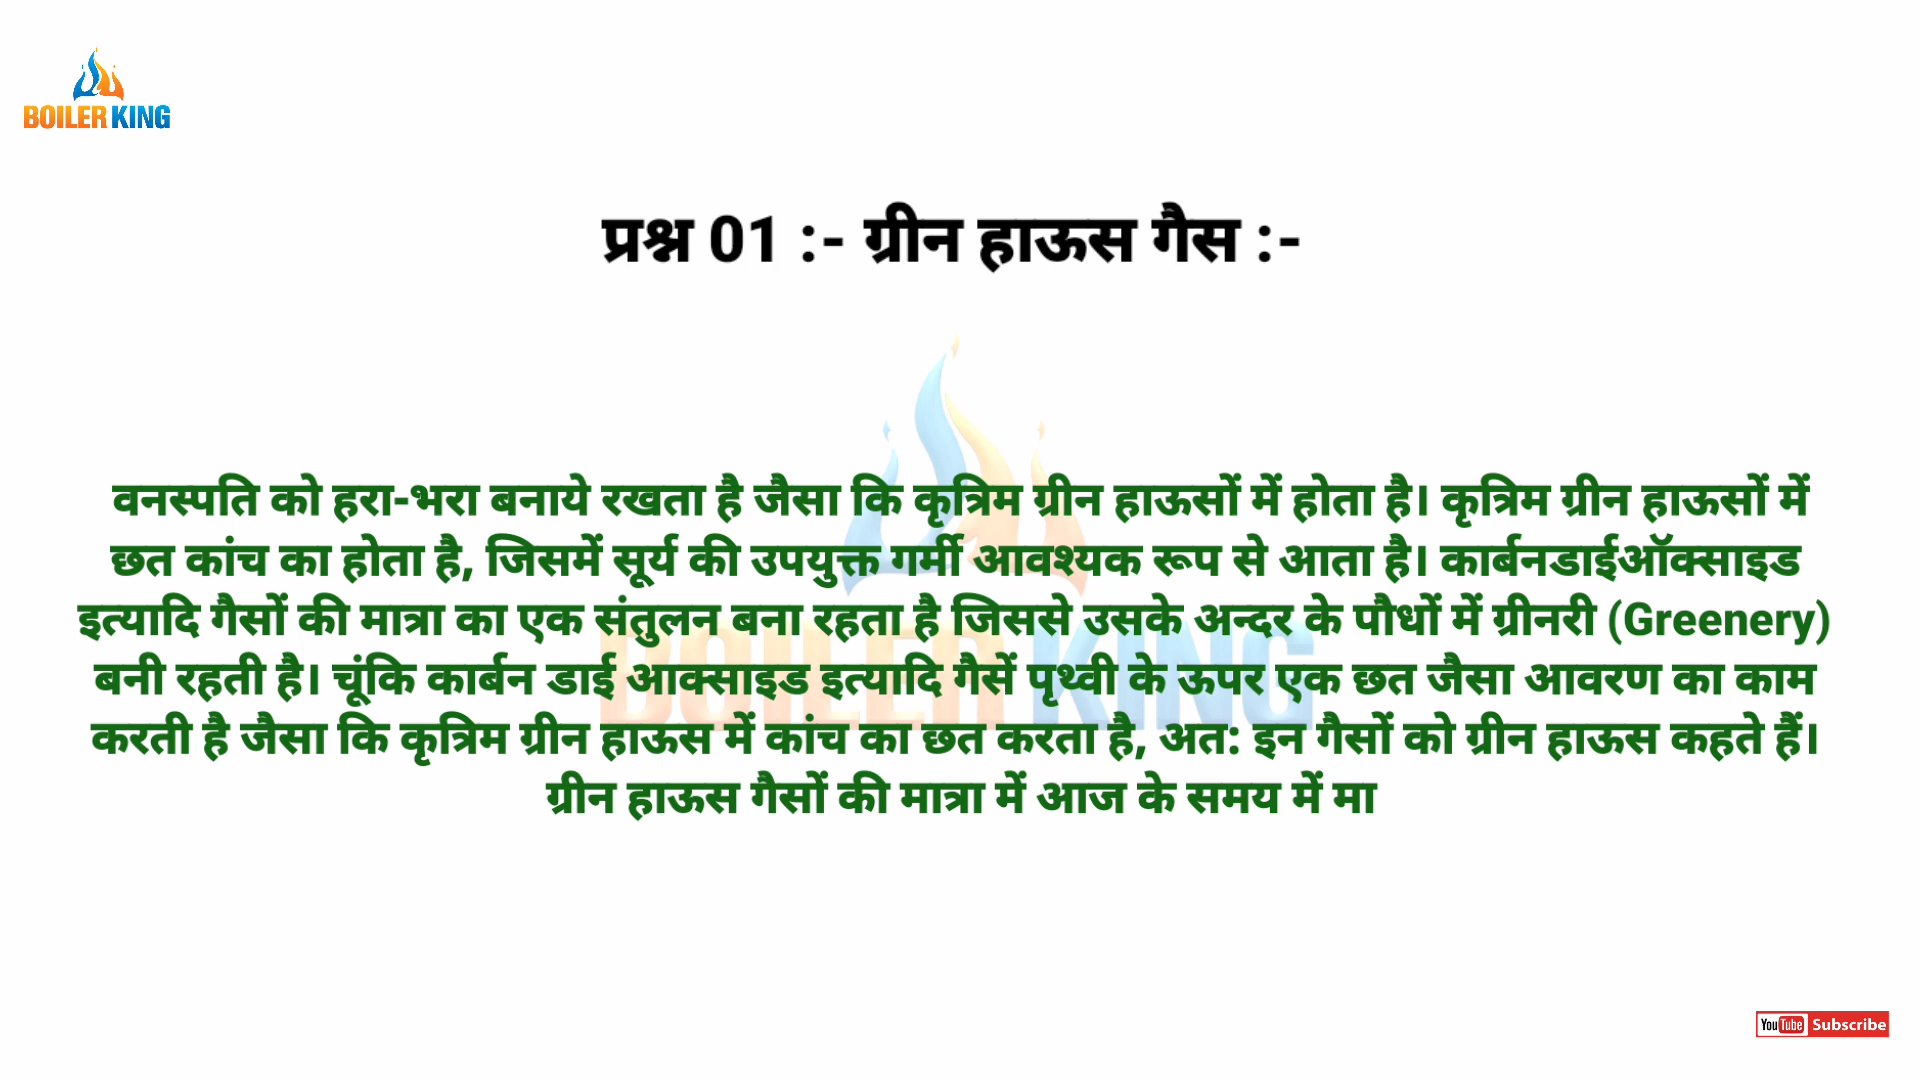 BOILER KING
प्रश्न 01 :- ग्रीन हाऊस गैस :-
वनस्पति को हरा-भरा बनाये रखता है जैसा कि कृत्रिम ग्रीन हाऊसों में होता है। कृत्रिम ग्रीन हाऊसों में
छत कांच का होता है, जिसमें सूर्य की उपयुक्त गर्मी आवश्यक रूप से आता है। कार्बनडाईऑक्साइड
इत्यादि गैसों की मात्रा का एक संतुलन बना रहता है जिससे उसके अन्दर के पौधों में ग्रीनरी (Greenery)
बनी रहती है। चूंकि कार्बन डाई आक्साइड इत्यादि गैसें पृथ्वी के ऊपर एक छत जैसा आवरण का काम
करती है जैसा कि कृत्रिम ग्रीन हाऊस में कांच का छत करता है, अत: इन गैसों को ग्रीन हाऊस कहते हैं।
ग्रीन हाऊस गैसों की मात्रा में आज के समय में मा
BOILER KING
YouTube Subscribe